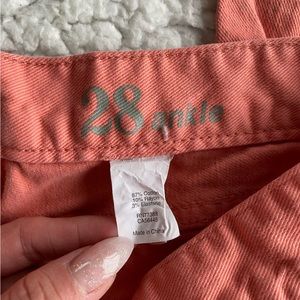 28 ankle
87% Cotton
10% Rayon
3% Elastane
Made in China